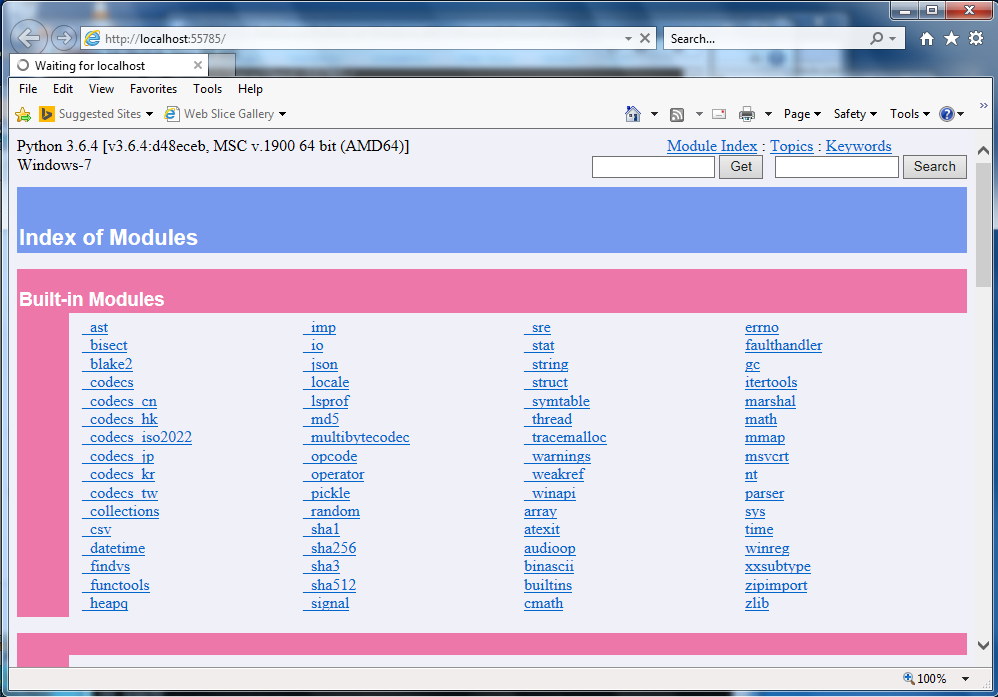 http://localhost:55785/
Search...
Waiting for localhost
File Edit View Favorites Tools Help
Suggested Sites Web Slice Gallery Page Safety Tools
Python 3.6.4 [v3.6.4:d48eceb, MSC v.1900 64 bit (AMD64)]
Windows-7
Module Index : Topics : Keywords
Get Search
Index of Modules
Built-in Modules
_ast _imp _sre errno
_bisect _io _stat faulthandler
_blake2 _json _string gc
_codecs _locale _struct itertools
_codecs_cn _lsprof _symtable marshal
_codecs_hk _md5 _thread math
_codecs_iso2022 _multibytecodec _tracemalloc mmap
_codecs_jp _opcode _warnings msvcrt
_codecs_kr _operator _weakref nt
_codecs_tw _pickle _winapi parser
_collections _random array sys
_csv _sha1 atexit time
_datetime _sha256 audioop winreg
_findvs _sha3 binascii xxsubtype
_functools _sha512 builtins zipimport
_heapq _signal cmath zlib
100%